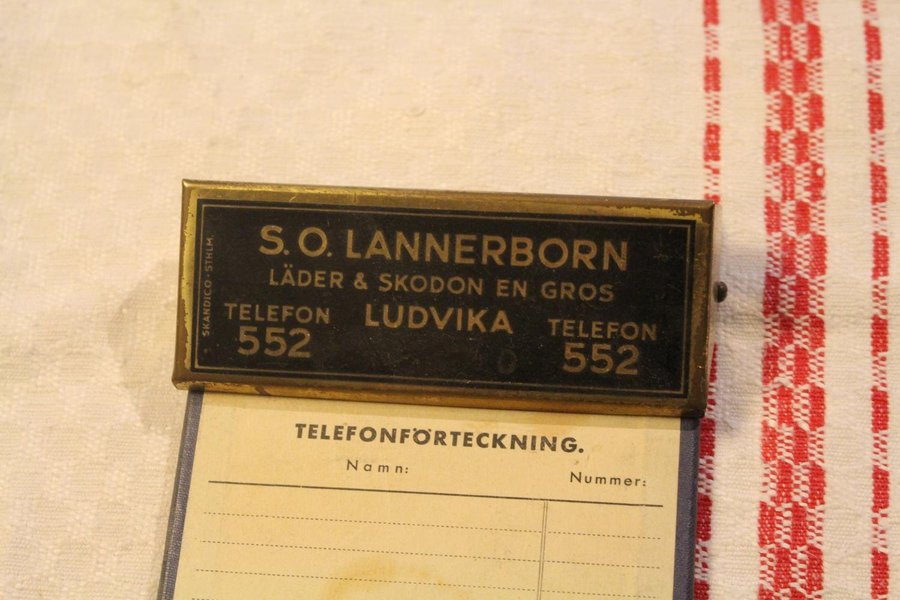 S.O. LANNERBORN
LÄDER & SKODON EN GROS
TELEFON LUDVIKA TELEFON
552 552
SKANDICO - STHLM.
TELEFONFÖRTECKNING.
Namn: Nummer: